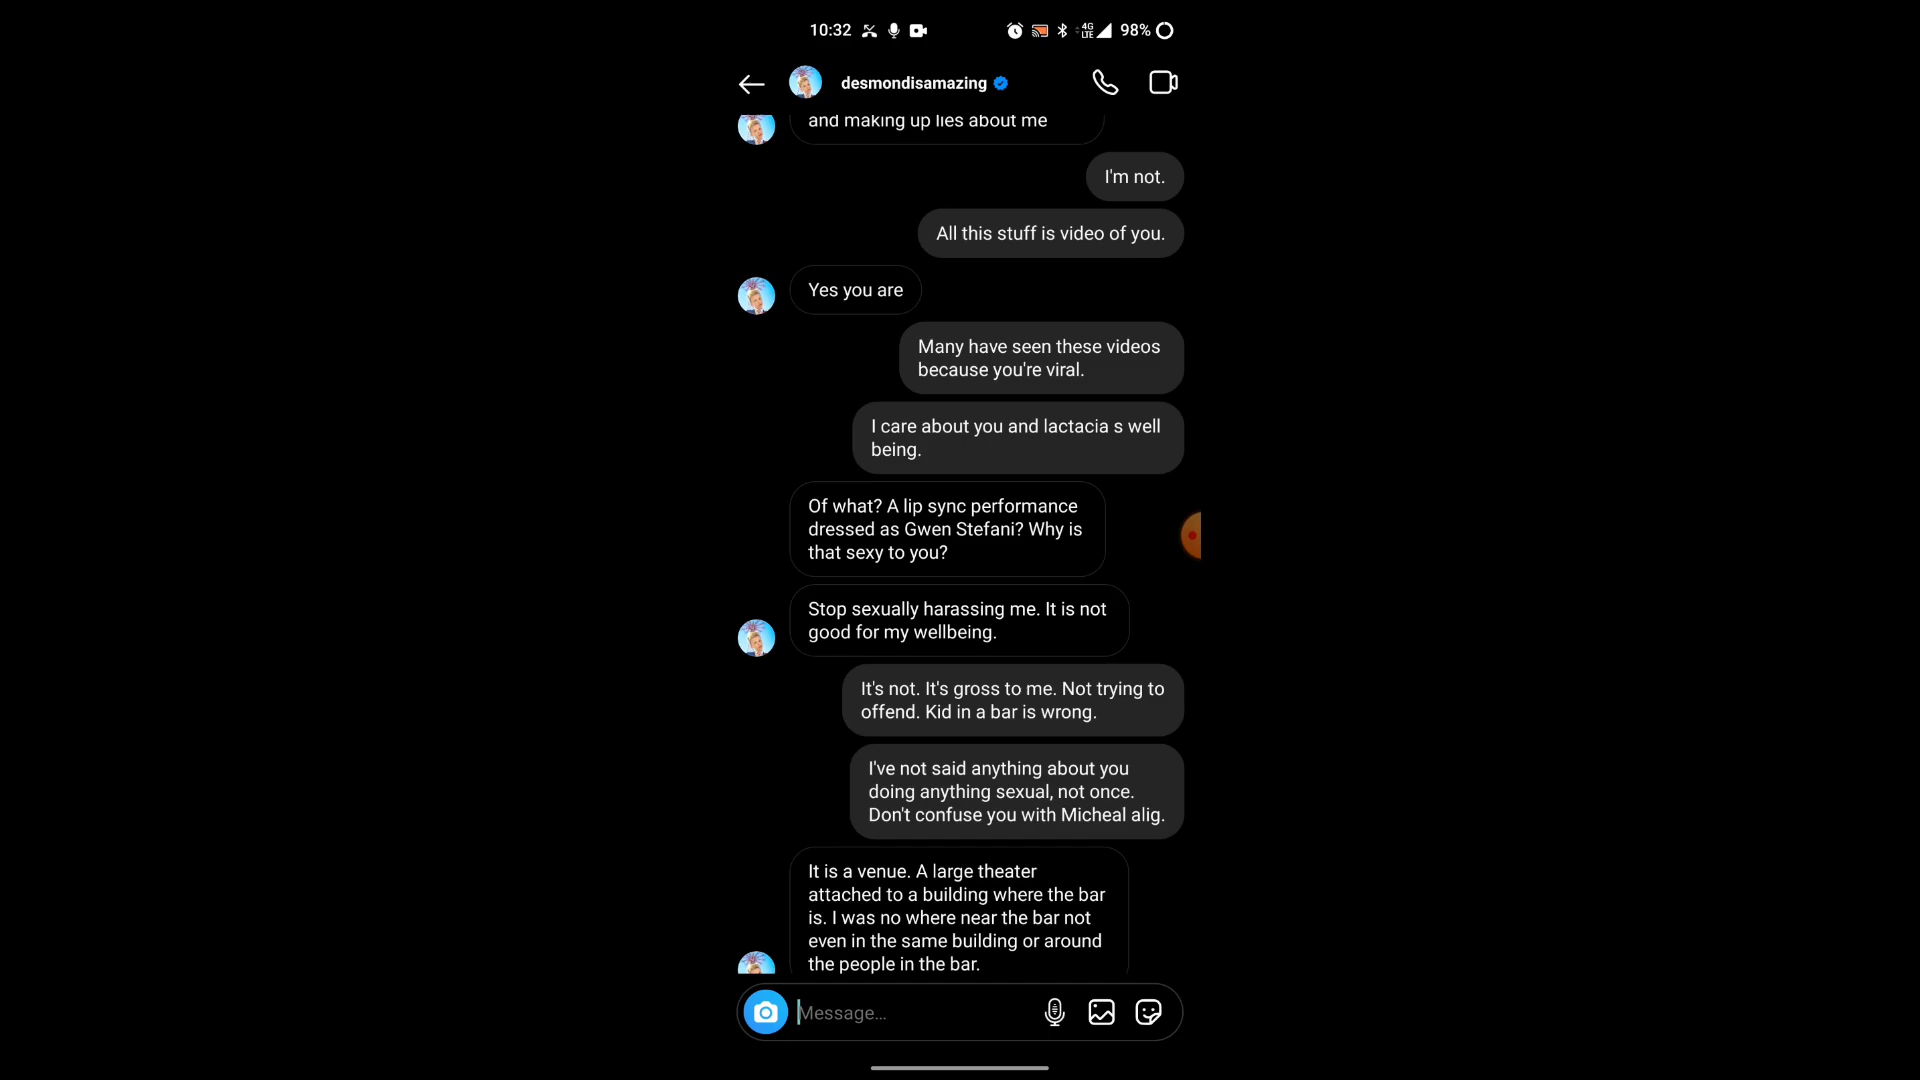 10:32
4G
LTE
98%
desmondisamazing
and making up lies about me
I'm not.
All this stuff is video of you.
Yes you are
Many have seen these videos
because you're viral.
I care about you and lactacia s well
being.
Of what? A lip sync performance
dressed as Gwen Stefani? Why is
that sexy to you?
Stop sexually harassing me. It is not
good for my wellbeing.
It's not. It's gross to me. Not trying to
offend. Kid in a bar is wrong.
I've not said anything about you
doing anything sexual, not once.
Don't confuse you with Micheal alig.
It is a venue. A large theater
attached to a building where the bar
is. I was no where near the bar not
even in the same building or around
the people in the bar.
Message...